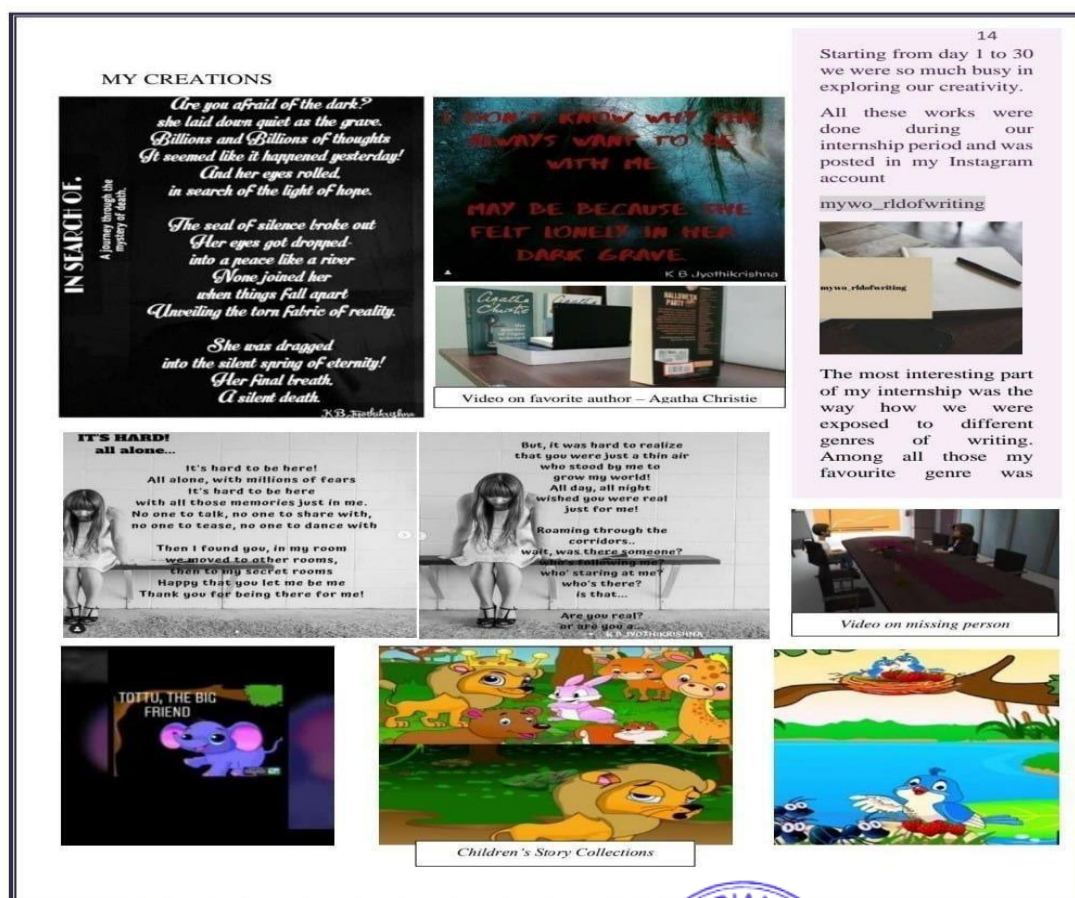 14
MY CREATIONS
IN SEARCH OF.
A journey through the
mystery of death.
Are you afraid of the dark?
she laid down quiet as the grave.
Billions and Billions of thoughts
It seemed like it happened yesterday!
And her eyes rolled,
in search of the light of hope.
The seal of silence broke out
Her eyes got dropped-
into a peace like a river
None joined her
when things fall apart
Unveiling the torn fabric of reality.
She was dragged
into the silent spring of eternity!
Her final breath.
A silent death.
K.B.Jyothikrishna
I DON'T KNOW WHY SHE
ALWAYS WANT TO BE
WITH ME
MAY BE BECAUSE SHE
FELT LONELY IN HER
DARK GRAVE.
K B Jyothikrishna
Agatha
Christie
Agatha
HALLOWE'EN
PARTY
Video on favorite author – Agatha Christie
Starting from day 1 to 30
we were so much busy in
exploring our creativity.
All these works were
done during our
internship period and was
posted in my Instagram
account
mywo_rldofwriting
mywo_rldofwriting
The most interesting part
of my internship was the
way how we were
exposed to different
genres of writing.
Among all those my
favourite genre was
IT'S HARD!
all alone...
It's hard to be here!
All alone, with millions of fears
It's hard to be here
with all those memories just in me.
No one to talk, no one to share with,
no one to tease, no one to dance with
Then I found you, in my room
we moved to other rooms,
then to my secret rooms
Happy that you let me be me
Thank you for being there for me!
But, it was hard to realize
that you were just a thin air
who stood by me to
grow my world!
All day, all night
wished you were real
just for me!
Roaming through the
corridors..
wait, was there someone?
who's following me?
who' staring at me?
who's there?
is that...
Are you real?
or are you a...
K B JYOTHIKRISHNA
Video on missing person
TOTTU, THE BIG
FRIEND
Children's Story Collections